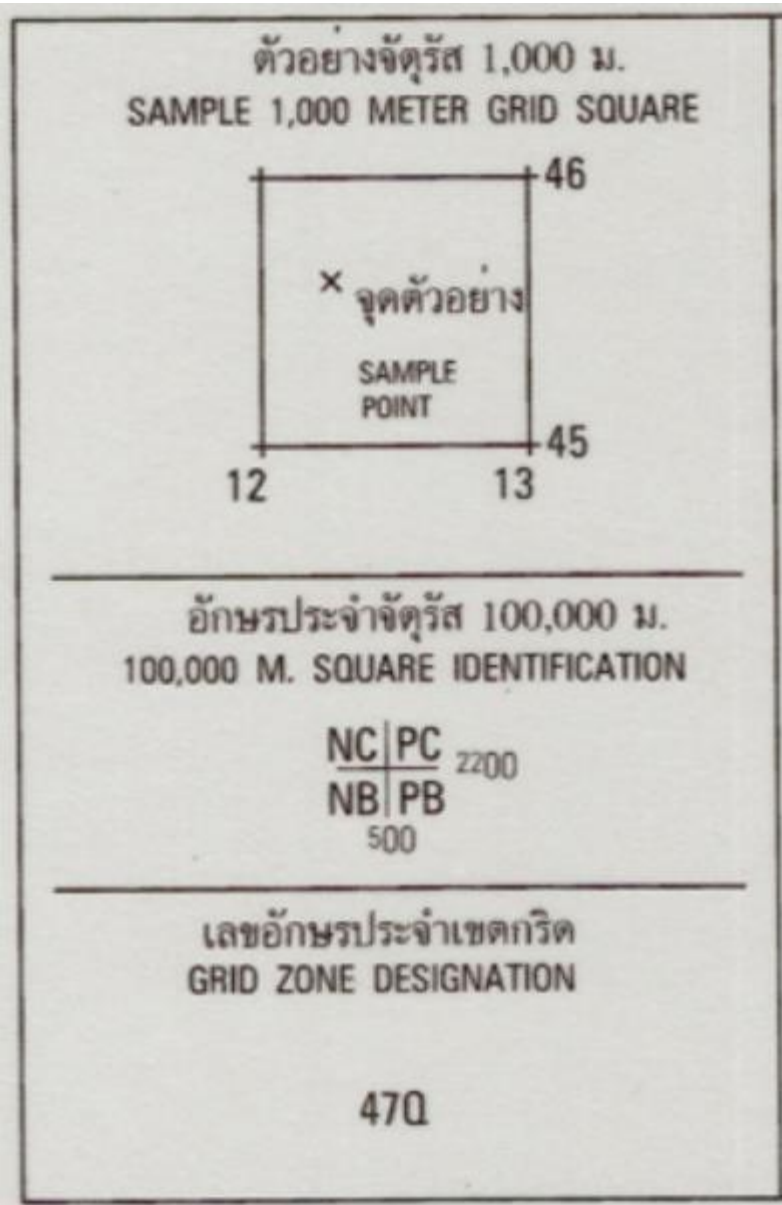 ตัวอย่างจัตุรัส 1,000 ม.
SAMPLE 1,000 METER GRID SQUARE
46
× จุดตัวอย่าง
SAMPLE
POINT
45
12 13
อักษรประจำจัตุรัส 100,000 ม.
100,000 M. SQUARE IDENTIFICATION
NC PC 2200
NB PB
500
เลขอักษรประจำเขตกริด
GRID ZONE DESIGNATION
47Q